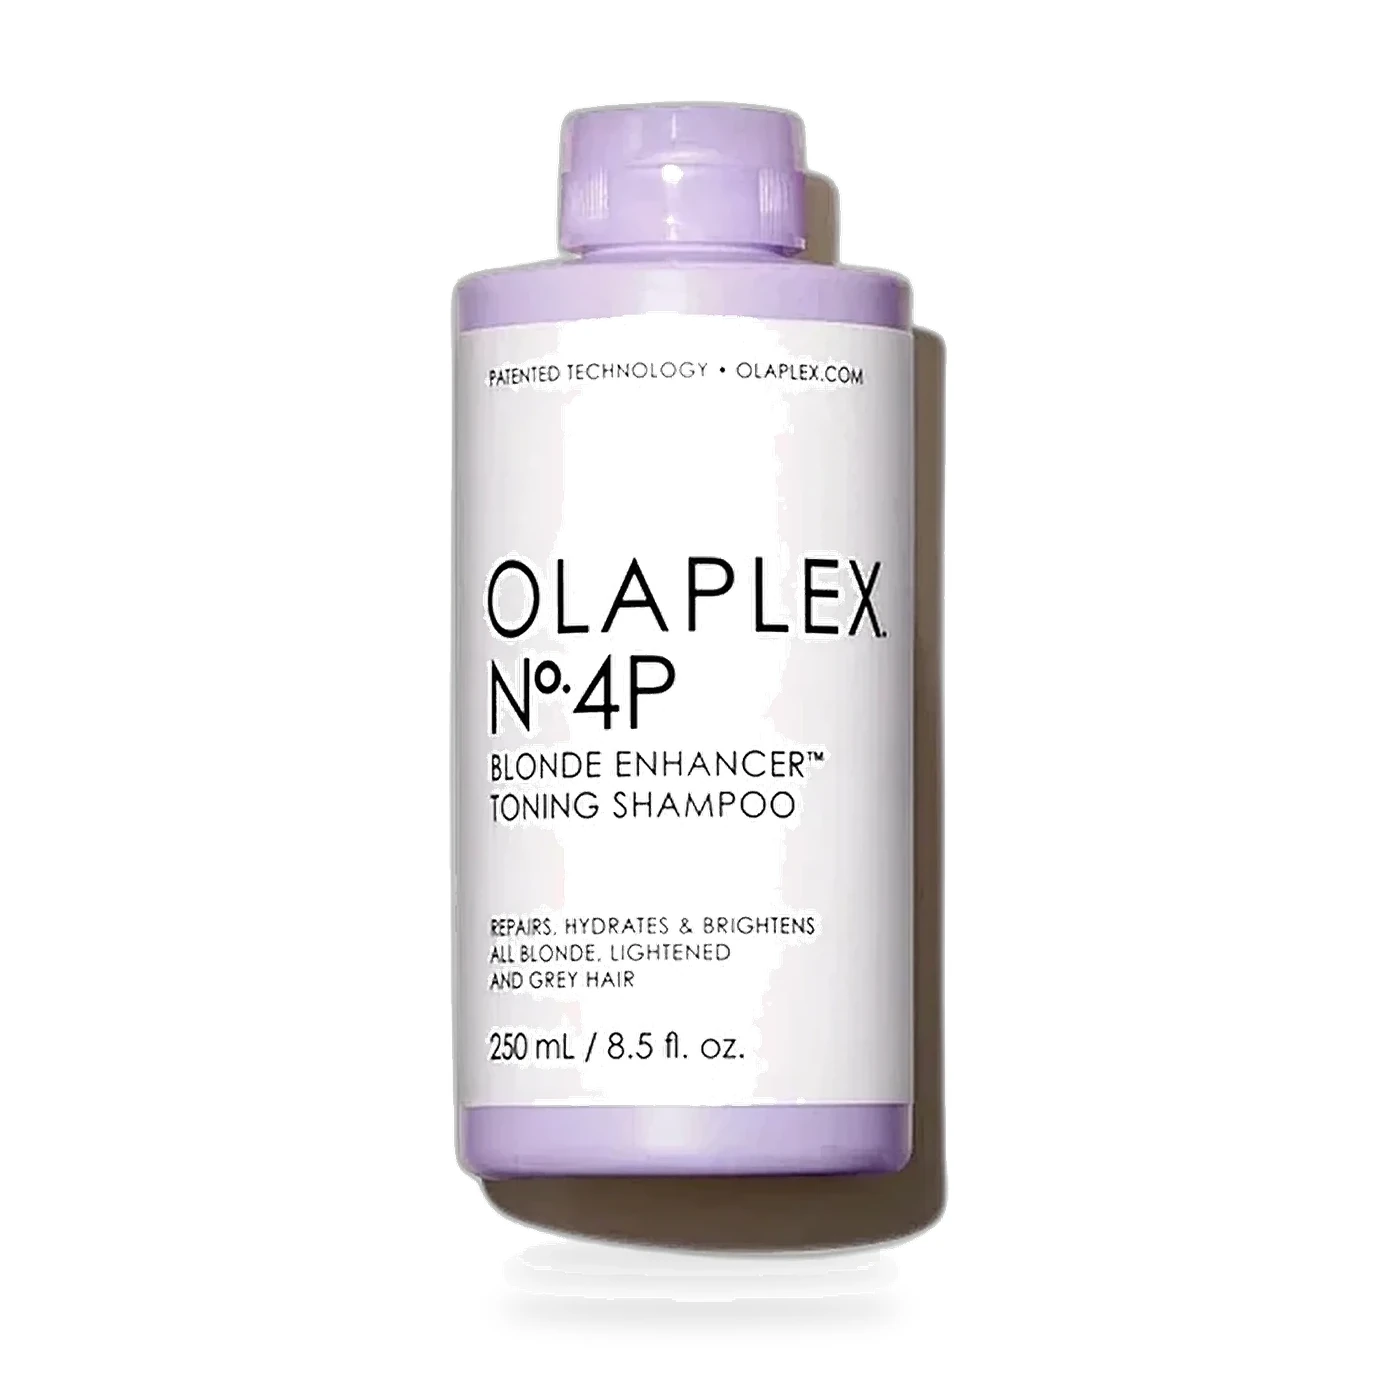 PATENTED TECHNOLOGY • OLAPLEX.COM
OLAPLEX.
Nº.4P
BLONDE ENHANCER™
TONING SHAMPOO
REPAIRS, HYDRATES & BRIGHTENS
ALL BLONDE, LIGHTENED
AND GREY HAIR
250 mL / 8.5 fl. oz.